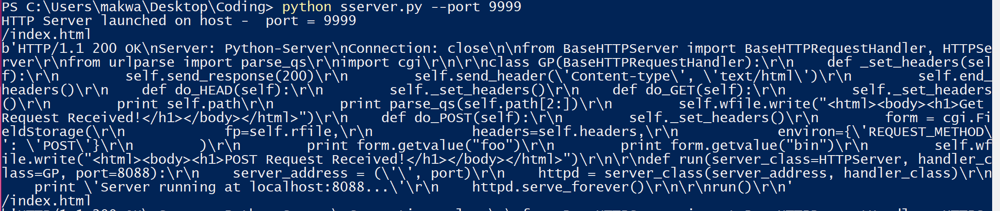 PS C:\Users\makwa\Desktop\Coding> python sserver.py --port 9999
HTTP Server launched on host -  port = 9999
/index.html
b'HTTP/1.1 200 OK\nServer: Python-Server\nConnection: close\n\nfrom BaseHTTPServer import BaseHTTPRequestHandler, HTTPSe
rver\r\nfrom urlparse import parse_qs\r\nimport cgi\r\n\r\nclass GP(BaseHTTPRequestHandler):\r\n    def _set_headers(sel
f):\r\n        self.send_response(200)\r\n        self.send_header(\'Content-type\', \'text/html\')\r\n        self.end_
headers()\r\n    def do_HEAD(self):\r\n        self._set_headers()\r\n    def do_GET(self):\r\n        self._set_headers
()\r\n        print self.path\r\n        print parse_qs(self.path[2:])\r\n        self.wfile.write("<html><body><h1>Get 
Request Received!</h1></body></html>")\r\n    def do_POST(self):\r\n        self._set_headers()\r\n        form = cgi.Fi
eldStorage(\r\n            fp=self.rfile,\r\n            headers=self.headers,\r\n            environ={\'REQUEST_METHOD\
': \'POST\'}\r\n        )\r\n        print form.getvalue("foo")\r\n        print form.getvalue("bin")\r\n        self.wf
ile.write("<html><body><h1>POST Request Received!</h1></body></html>")\r\n\r\ndef run(server_class=HTTPServer, handler_c
lass=GP, port=8088):\r\n    server_address = (\'\', port)\r\n    httpd = server_class(server_address, handler_class)\r\n
    print \'Server running at localhost:8088...\'\r\n    httpd.serve_forever()\r\n\r\nrun()\r\n'
/index.html